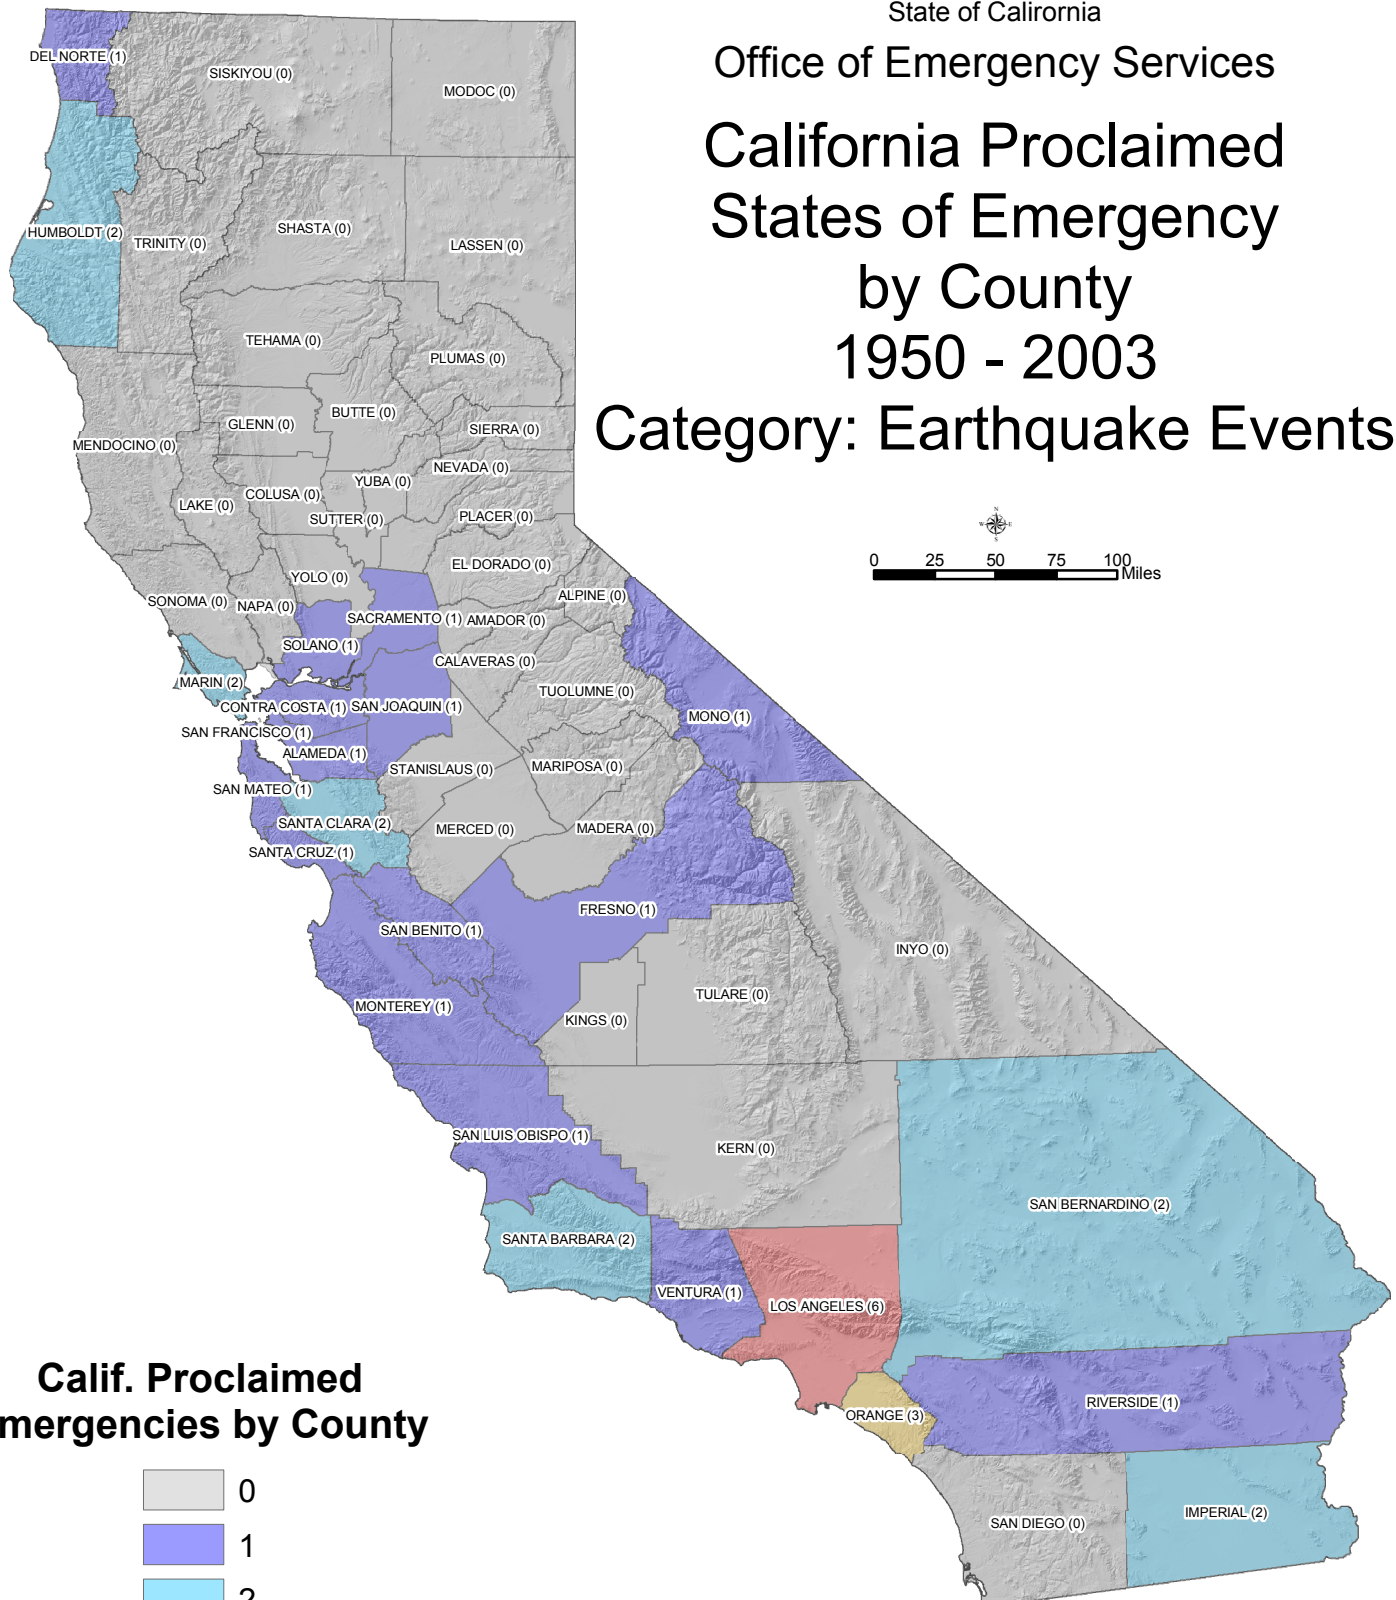 State of Calirornia
Office of Emergency Services
California Proclaimed
States of Emergency
by County
1950 - 2003
Category: Earthquake Events
N
W E
S
0 25 50 75 100
Miles
DEL NORTE (1)
SISKIYOU (0)
MODOC (0)
HUMBOLDT (2)
TRINITY (0)
SHASTA (0)
LASSEN (0)
TEHAMA (0)
PLUMAS (0)
BUTTE (0)
GLENN (0)
SIERRA (0)
MENDOCINO (0)
NEVADA (0)
YUBA (0)
COLUSA (0)
LAKE (0)
SUTTER (0)
PLACER (0)
EL DORADO (0)
YOLO (0)
ALPINE (0)
SONOMA (0)
NAPA (0)
SACRAMENTO (1)
AMADOR (0)
SOLANO (1)
CALAVERAS (0)
MARIN (2)
TUOLUMNE (0)
CONTRA COSTA (1)
SAN JOAQUIN (1)
MONO (1)
SAN FRANCISCO (1)
ALAMEDA (1)
STANISLAUS (0)
MARIPOSA (0)
SAN MATEO (1)
SANTA CLARA (2)
MERCED (0)
MADERA (0)
SANTA CRUZ (1)
FRESNO (1)
SAN BENITO (1)
INYO (0)
TULARE (0)
MONTEREY (1)
KINGS (0)
SAN LUIS OBISPO (1)
KERN (0)
SAN BERNARDINO (2)
SANTA BARBARA (2)
VENTURA (1)
LOS ANGELES (6)
RIVERSIDE (1)
ORANGE (3)
IMPERIAL (2)
SAN DIEGO (0)
Calif. Proclaimed
mergencies by County
0
1
2